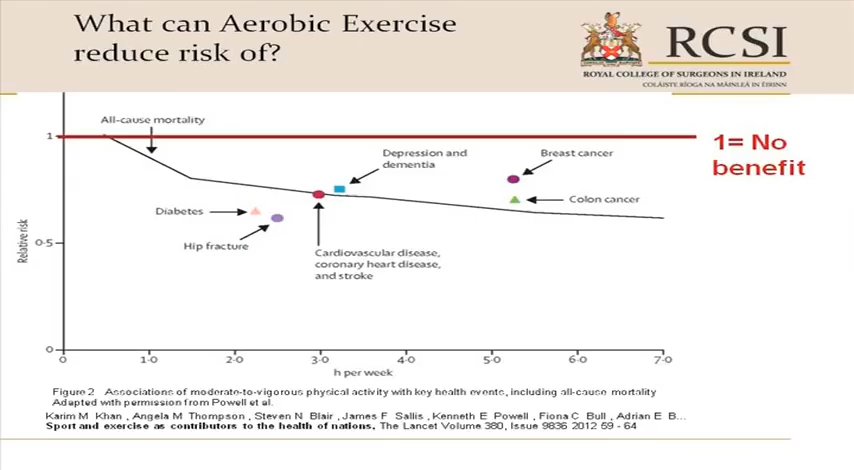 What can Aerobic Exercise
reduce risk of?
RCSI
ROYAL COLLEGE OF SURGEONS IN IRELAND
COLÁISTE RÍOGA NA MÁINLEÁ IN ÉIRINN
All-cause mortality
1
1= No
benefit
Depression and
dementia
Breast cancer
Diabetes
Colon cancer
Hip fracture
Relative risk
0·5
Cardiovascular disease,
coronary heart disease,
and stroke
0
0 1·0 2·0 3·0 4·0 5·0 6·0 7·0
h per week
Figure 2 Associations of moderate-to-vigorous physical activity with key health events, including all-cause mortality
Adapted with permission from Powell et al.
Karim M Khan , Angela M Thompson , Steven N Blair , James F Sallis , Kenneth E Powell , Fiona C Bull , Adrian E B...
Sport and exercise as contributors to the health of nations, The Lancet Volume 380, Issue 9836 2012 59 - 64